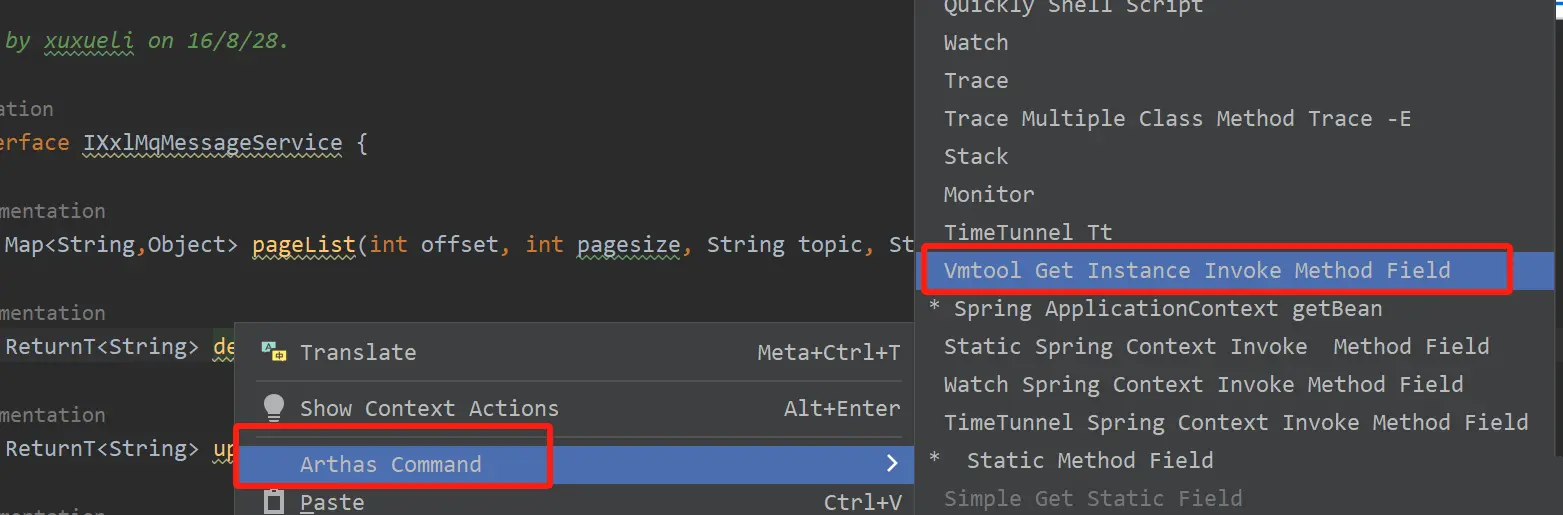 by xuxueli on 16/8/28.
ation
erface IXxlMqMessageService {
mentation
Map<String,Object> pageList(int offset, int pagesize, String topic, St
mentation
ReturnT<String> de
mentation
ReturnT<String> up
mentation
Translate Meta+Ctrl+T
Show Context Actions Alt+Enter
Arthas Command
Paste Ctrl+V
Quickly Shell Script
Watch
Trace
Trace Multiple Class Method Trace -E
Stack
Monitor
TimeTunnel Tt
Vmtool Get Instance Invoke Method Field
* Spring ApplicationContext getBean
Static Spring Context Invoke Method Field
Watch Spring Context Invoke Method Field
TimeTunnel Spring Context Invoke Method Field
* Static Method Field
Simple Get Static Field